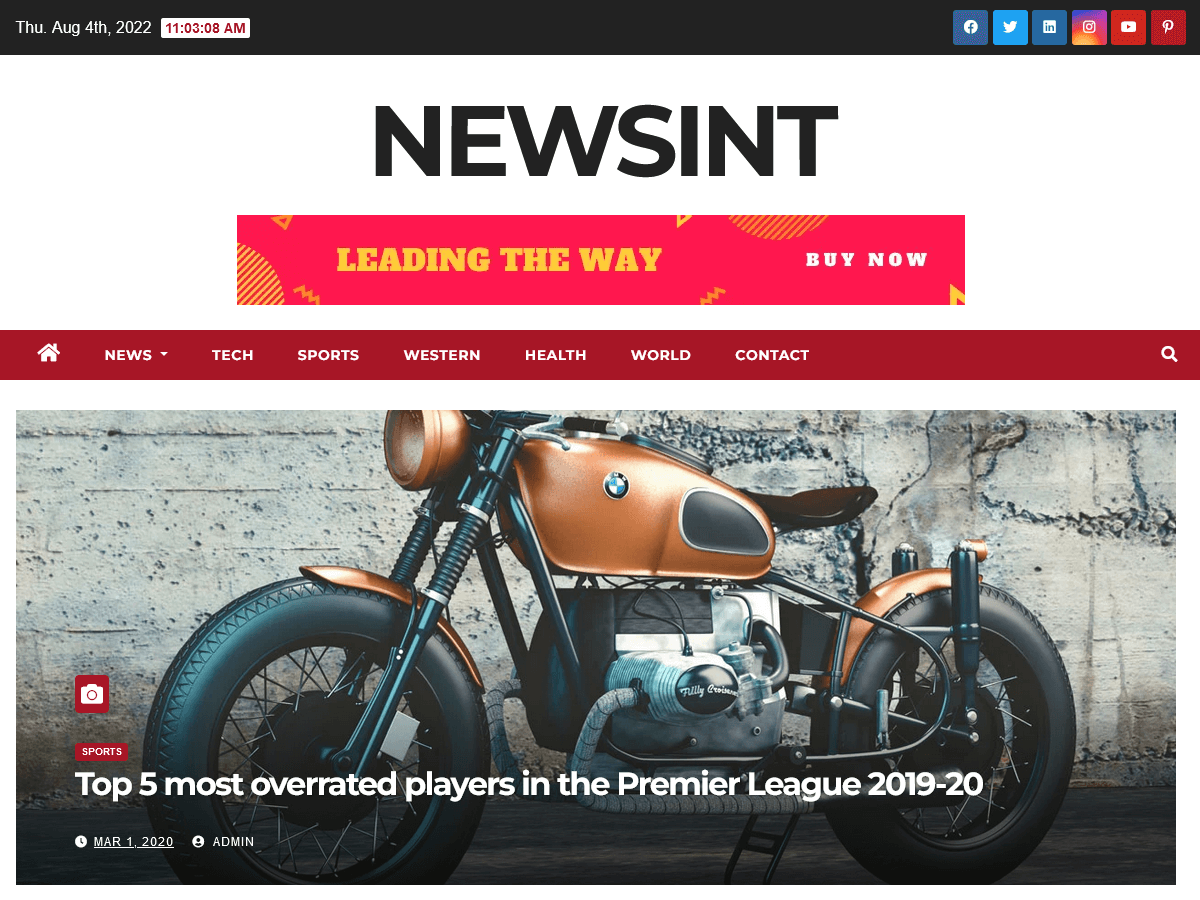 Thu. Aug 4th, 2022 11:03:08 AM
NEWSINT
LEADING THE WAY
BUY NOW
NEWS TECH SPORTS WESTERN HEALTH WORLD CONTACT
SPORTS
Top 5 most overrated players in the Premier League 2019-20
MAR 1, 2020 ADMIN